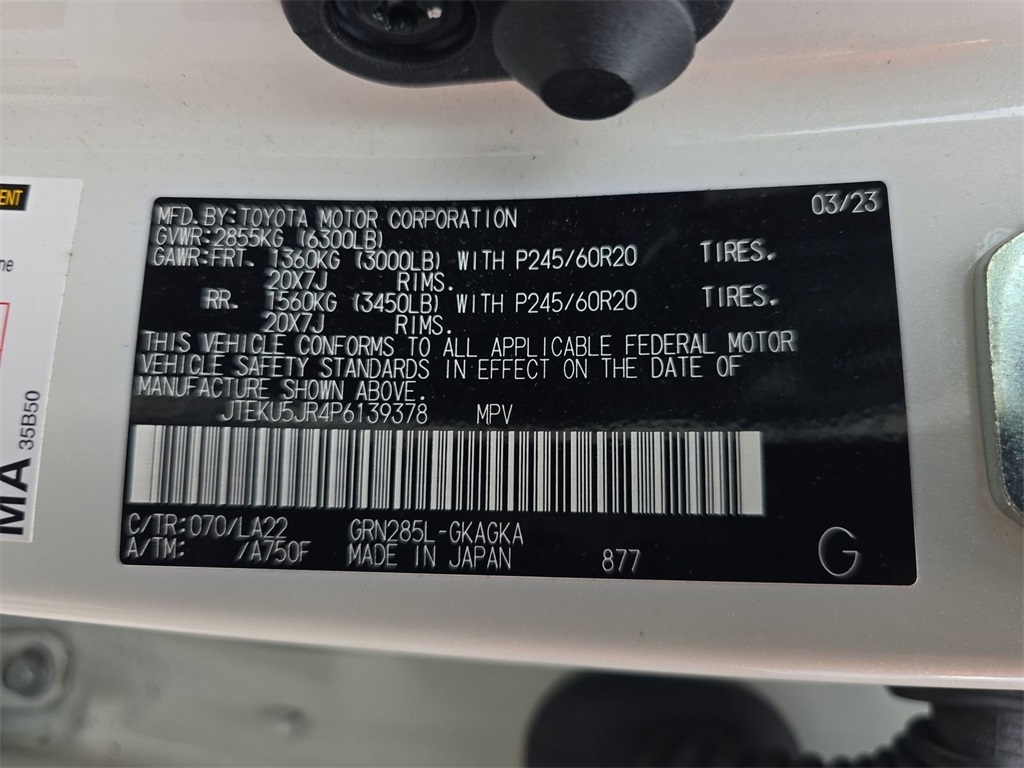 MFD.BY:TOYOTA MOTOR CORPORATION 03/23
GVWR:2855KG (6300LB)
GAWR:FRT. 1360KG (3000LB) WITH P245/60R20 TIRES.
20X7J RIMS.
RR. 1560KG (3450LB) WITH P245/60R20 TIRES.
20X7J RIMS.
THIS VEHICLE CONFORMS TO ALL APPLICABLE FEDERAL MOTOR
VEHICLE SAFETY STANDARDS IN EFFECT ON THE DATE OF
MANUFACTURE SHOWN ABOVE.
JTEKU5JR4P6139378 MPV
C/TR:070/LA22 GRN285L-GKAGKA
A/TM: /A750F MADE IN JAPAN 877 G
35B50